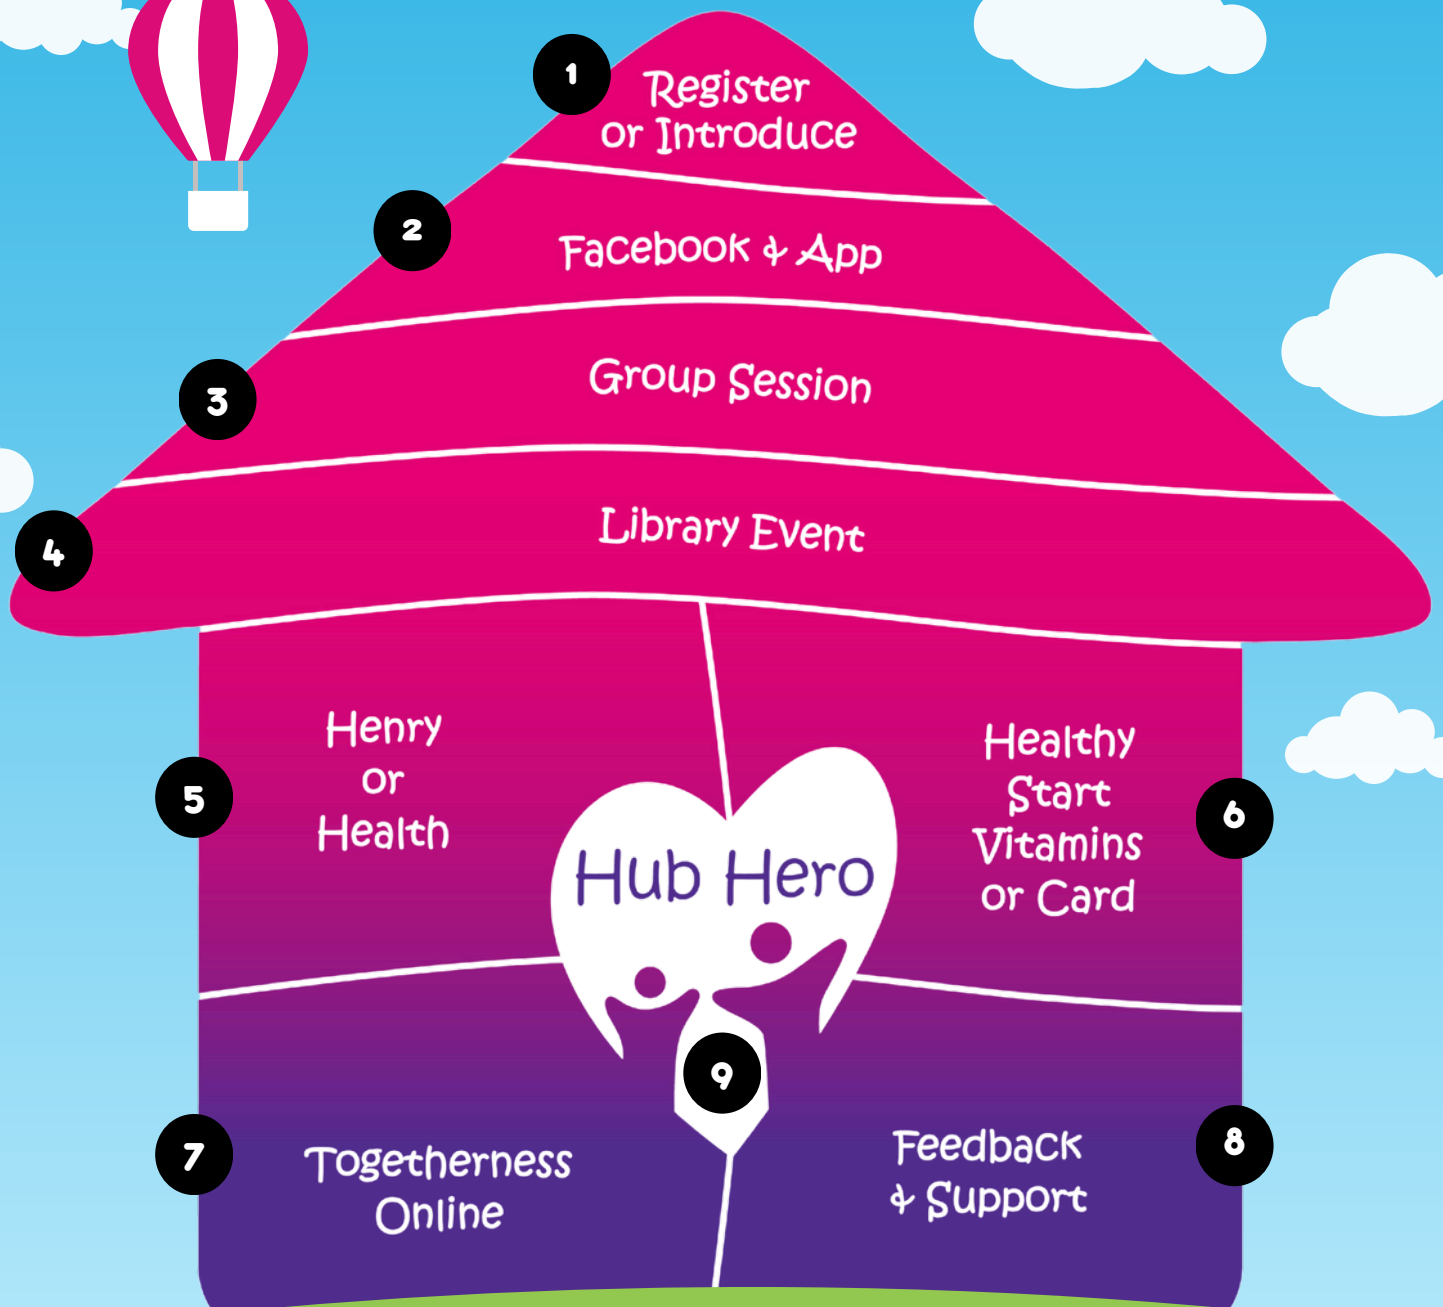 1
Register
or Introduce
2
Facebook & App
3
Group Session
4
Library Event
5
Henry
or
Health
Healthy
Start
Vitamins
or Card
6
Hub Hero
9
7
Togetherness
Online
Feedback
& Support
8